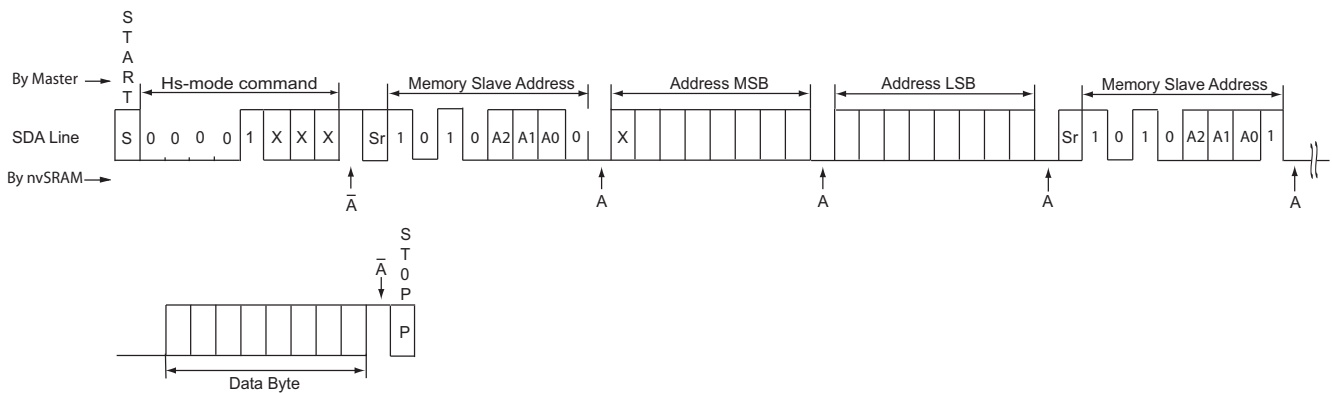 START
By Master
Hs-mode command
Memory Slave Address
Address MSB
Address LSB
Memory Slave Address
SDA Line
S 0 0 0 0 1 X X X Sr 1 0 1 0 A2 A1 A0 0 X Sr 1 0 1 0 A2 A1 A0 1
By nvSRAM
A̅ A A A A
ST0P
A̅
P
Data Byte